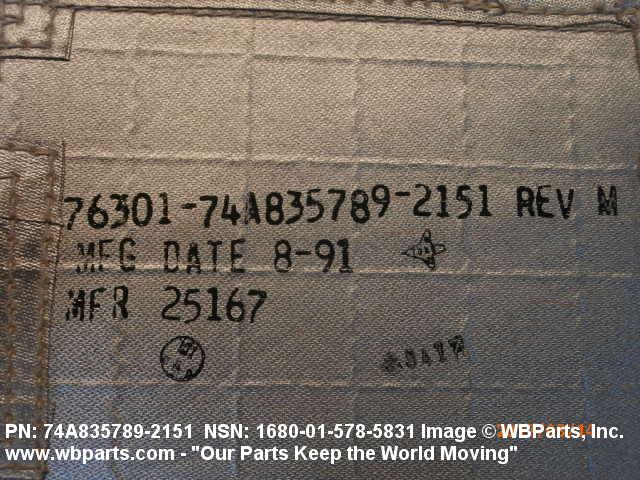 76301-74A835789-2151 REV M
MFG DATE 8-91
MFR 25167
PN: 74A835789-2151 NSN: 1680-01-578-5831 Image © WBParts, Inc.
www.wbparts.com - "Our Parts Keep the World Moving"